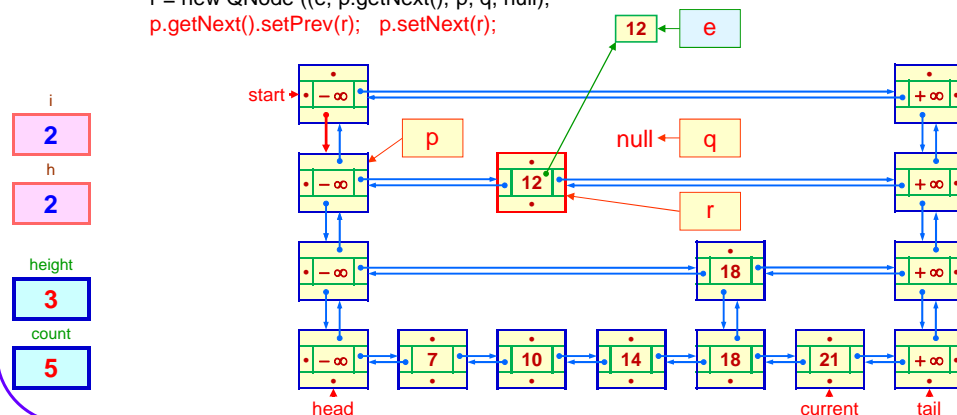 r = new QNode ((e, p.getNext(), p, q, null);
p.getNext().setPrev(r); p.setNext(r);
12 e
start − ∞ + ∞
i
2
p
null q
h
2
− ∞ 12 + ∞
r
height
3
− ∞ 18 + ∞
count
5
− ∞ 7 10 14 18 21 + ∞
head current tail